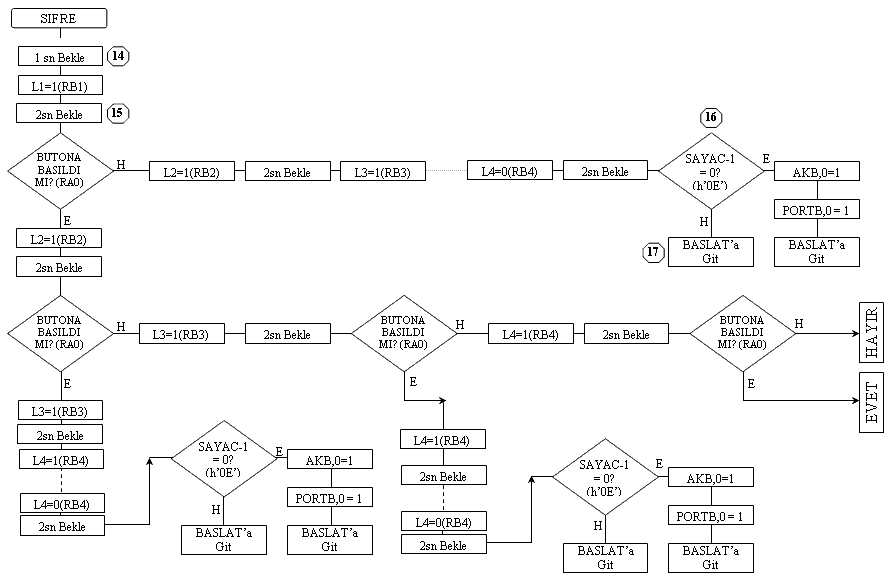 SIFRE
1 sn Bekle
14
L1=1(RB1)
2sn Bekle
15
BUTONA
BASILDI
MI? (RA0)
H
E
L2=1(RB2)
2sn Bekle
L3=1(RB3)
L4=0(RB4)
2sn Bekle
16
SAYAC-1
= 0?
(h'0E')
E
H
AKB,0=1
PORTB,0 = 1
BASLAT'a
Git
17
BASLAT'a
Git
L2=1(RB2)
2sn Bekle
BUTONA
BASILDI
MI? (RA0)
H
E
L3=1(RB3)
2sn Bekle
BUTONA
BASILDI
MI? (RA0)
H
E
L4=1(RB4)
2sn Bekle
BUTONA
BASILDI
MI? (RA0)
H
E
HAYIR
EVET
L3=1(RB3)
2sn Bekle
L4=1(RB4)
L4=0(RB4)
2sn Bekle
SAYAC-1
= 0?
(h'0E')
E
H
AKB,0=1
PORTB,0 = 1
BASLAT'a
Git
BASLAT'a
Git
L4=1(RB4)
2sn Bekle
L4=0(RB4)
2sn Bekle
SAYAC-1
= 0?
(h'0E')
E
H
AKB,0=1
PORTB,0 = 1
BASLAT'a
Git
BASLAT'a
Git